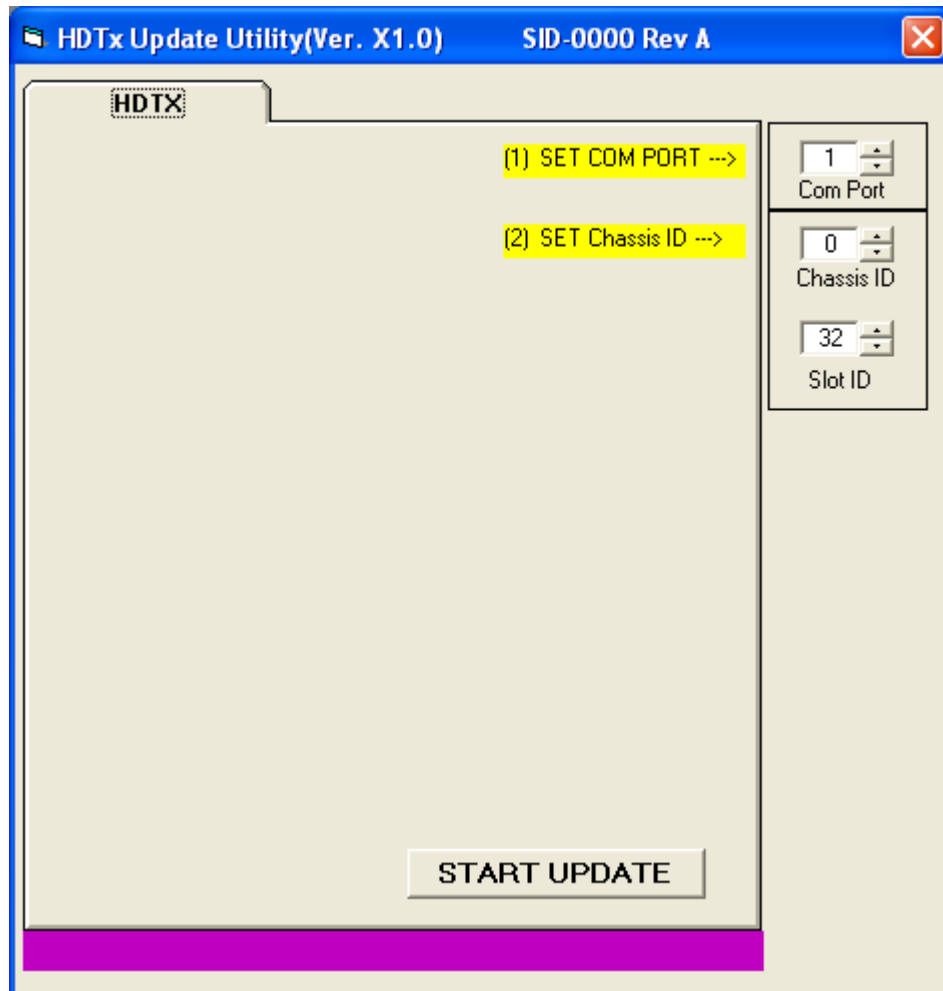 HDTx Update Utility(Ver. X1.0) SID-0000 Rev A
HDTX
(1) SET COM PORT --->
1
Com Port
(2) SET Chassis ID --->
0
Chassis ID
32
Slot ID
START UPDATE